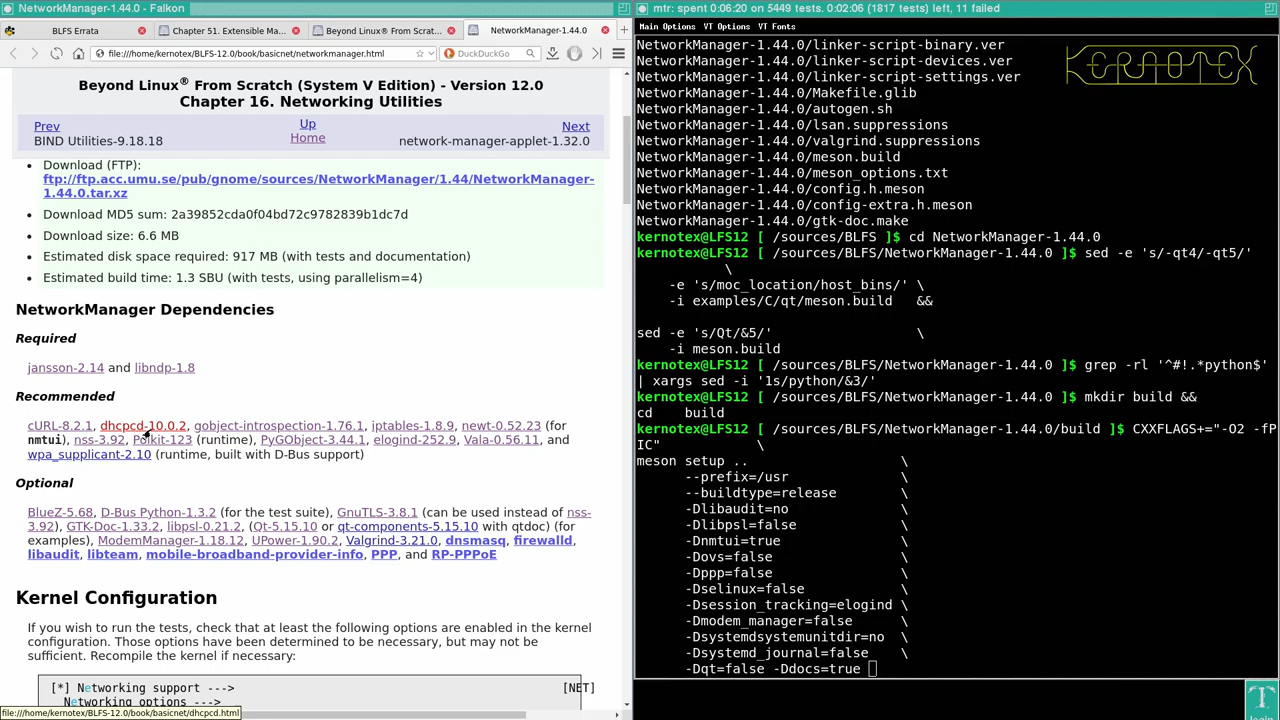 NetworkManager-1.44.0 - Falkon
BLFS Errata
Chapter 51. Extensible Ma...
Beyond Linux® From Scrat...
NetworkManager-1.44.0
file:///home/kernotex/BLFS-12.0/book/basicnet/networkmanager.html
DuckDuckGo
Beyond Linux® From Scratch (System V Edition) - Version 12.0
Chapter 16. Networking Utilities
Prev
Up
Next
BIND Utilities-9.18.18
Home
network-manager-applet-1.32.0
Download (FTP):
ftp://ftp.acc.umu.se/pub/gnome/sources/NetworkManager/1.44/NetworkManager-
1.44.0.tar.xz
Download MD5 sum: 2a39852cda0f04bd72c9782839b1dc7d
Download size: 6.6 MB
Estimated disk space required: 917 MB (with tests and documentation)
Estimated build time: 1.3 SBU (with tests, using parallelism=4)
NetworkManager Dependencies
Required
jansson-2.14 and libndp-1.8
Recommended
cURL-8.2.1, dhcpcd-10.0.2, gobject-introspection-1.76.1, iptables-1.8.9, newt-0.52.23 (for
nmtui), nss-3.92, Polkit-123 (runtime), PyGObject-3.44.1, elogind-252.9, Vala-0.56.11, and
wpa_supplicant-2.10 (runtime, built with D-Bus support)
Optional
BlueZ-5.68, D-Bus Python-1.3.2 (for the test suite), GnuTLS-3.8.1 (can be used instead of nss-
3.92), GTK-Doc-1.33.2, libpsl-0.21.2, (Qt-5.15.10 or qt-components-5.15.10 with qtdoc) (for
examples), ModemManager-1.18.12, UPower-1.90.2, Valgrind-3.21.0, dnsmasq, firewalld,
libaudit, libteam, mobile-broadband-provider-info, PPP, and RP-PPPoE
Kernel Configuration
If you wish to run the tests, check that at least the following options are enabled in the kernel
configuration. Those options have been determined to be necessary, but may not be
sufficient. Recompile the kernel if necessary:
[*] Networking support --->                                    [NET]
Networking options --->
file:///home/kernotex/BLFS-12.0/book/basicnet/dhcpcd.html
mtr: spent 0:06:20 on 5449 tests. 0:02:06 (1817 tests) left, 11 failed
Main Options  VT Options  VT Fonts
KERNOTEX
NetworkManager-1.44.0/linker-script-binary.ver
NetworkManager-1.44.0/linker-script-devices.ver
NetworkManager-1.44.0/linker-script-settings.ver
NetworkManager-1.44.0/Makefile.glib
NetworkManager-1.44.0/autogen.sh
NetworkManager-1.44.0/lsan.suppressions
NetworkManager-1.44.0/valgrind.suppressions
NetworkManager-1.44.0/meson.build
NetworkManager-1.44.0/meson_options.txt
NetworkManager-1.44.0/config.h.meson
NetworkManager-1.44.0/config-extra.h.meson
NetworkManager-1.44.0/gtk-doc.make
kernotex@LFS12 [ /sources/BLFS ]$ cd NetworkManager-1.44.0
kernotex@LFS12 [ /sources/BLFS/NetworkManager-1.44.0 ]$ sed -e 's/-qt4/-qt5/'
\
-e 's/moc_location/host_bins/' \
-i examples/C/qt/meson.build   &&
sed -e 's/Qt/&5/'                  \
-i meson.build
kernotex@LFS12 [ /sources/BLFS/NetworkManager-1.44.0 ]$ grep -rl '^#!.*python$'
| xargs sed -i '1s/python/&3/'
kernotex@LFS12 [ /sources/BLFS/NetworkManager-1.44.0 ]$ mkdir build &&
cd    build
kernotex@LFS12 [ /sources/BLFS/NetworkManager-1.44.0/build ]$ CXXFLAGS+="-O2 -fP
IC"            \
meson setup ..                   \
--prefix=/usr              \
--buildtype=release        \
-Dlibaudit=no              \
-Dlibpsl=false             \
-Dnmtui=true               \
-Dovs=false                \
-Dppp=false                \
-Dselinux=false            \
-Dsession_tracking=elogind \
-Dmodem_manager=false      \
-Dsystemdsystemunitdir=no  \
-Dsystemd_journal=false    \
-Dqt=false -Ddocs=true
login